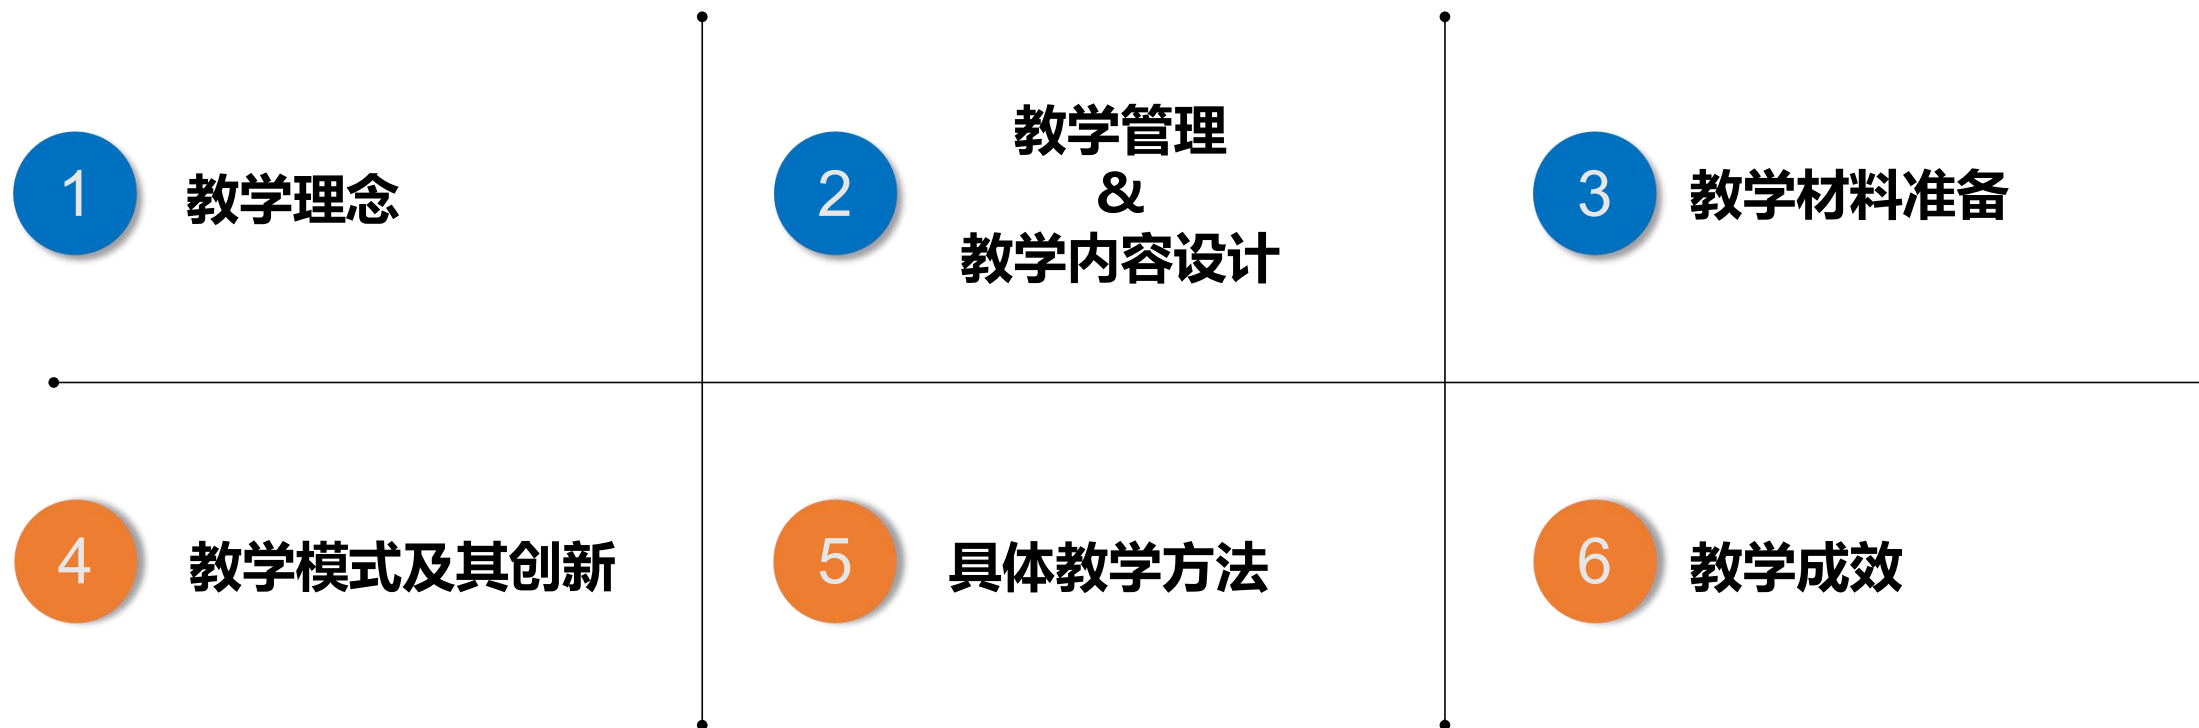 1
教学理念
2
教学管理
&
教学内容设计
3
教学材料准备
4
教学模式及其创新
5
具体教学方法
6
教学成效